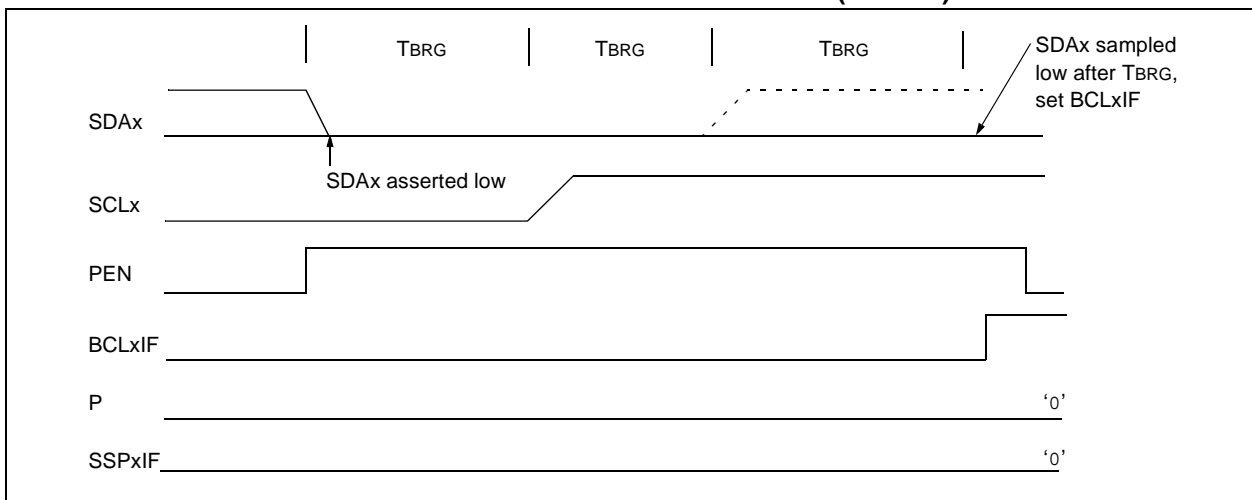 TBRG TBRG TBRG
SDAx sampled
low after TBRG,
set BCLxIF
SDAx
SDAx asserted low
SCLx
PEN
BCLxIF
P '0'
SSPxIF '0'